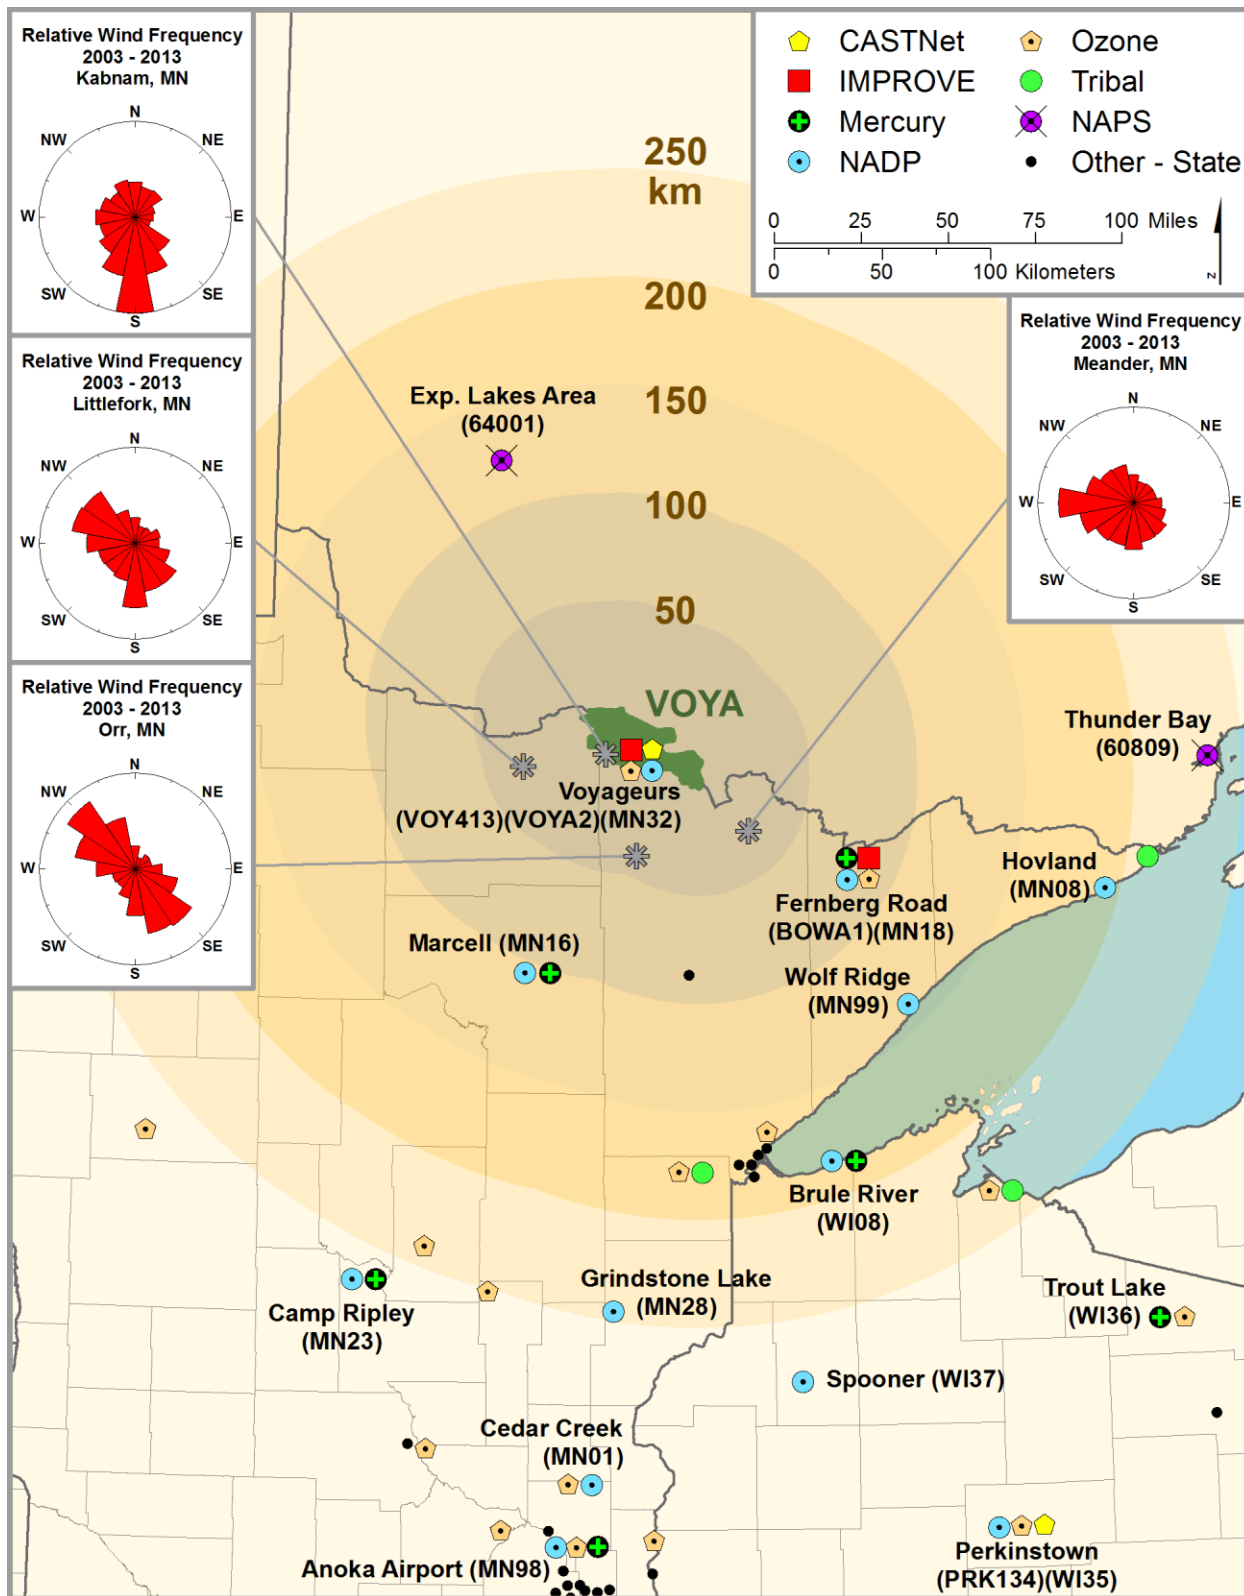 Relative Wind Frequency
2003 - 2013
Kabnam, MN
N
NW
NE
W
E
SW
SE
S
Relative Wind Frequency
2003 - 2013
Littlefork, MN
N
NW
NE
W
E
SW
SE
S
Relative Wind Frequency
2003 - 2013
Orr, MN
N
NW
NE
W
E
SW
SE
S
CASTNet
Ozone
IMPROVE
Tribal
Mercury
NAPS
NADP
Other - State
0 25 50 75 100 Miles
0 50 100 Kilometers
N
Relative Wind Frequency
2003 - 2013
Meander, MN
N
NW
NE
W
E
SW
SE
S
250
km
200
150
100
50
Exp. Lakes Area
(64001)
VOYA
Thunder Bay
(60809)
Voyageurs
(VOY413)(VOYA2)(MN32)
Hovland
(MN08)
Fernberg Road
(BOWA1)(MN18)
Marcell (MN16)
Wolf Ridge
(MN99)
Brule River
(WI08)
Grindstone Lake
(MN28)
Trout Lake
(WI36)
Camp Ripley
(MN23)
Spooner (WI37)
Cedar Creek
(MN01)
Anoka Airport (MN98)
Perkinstown
(PRK134)(WI35)